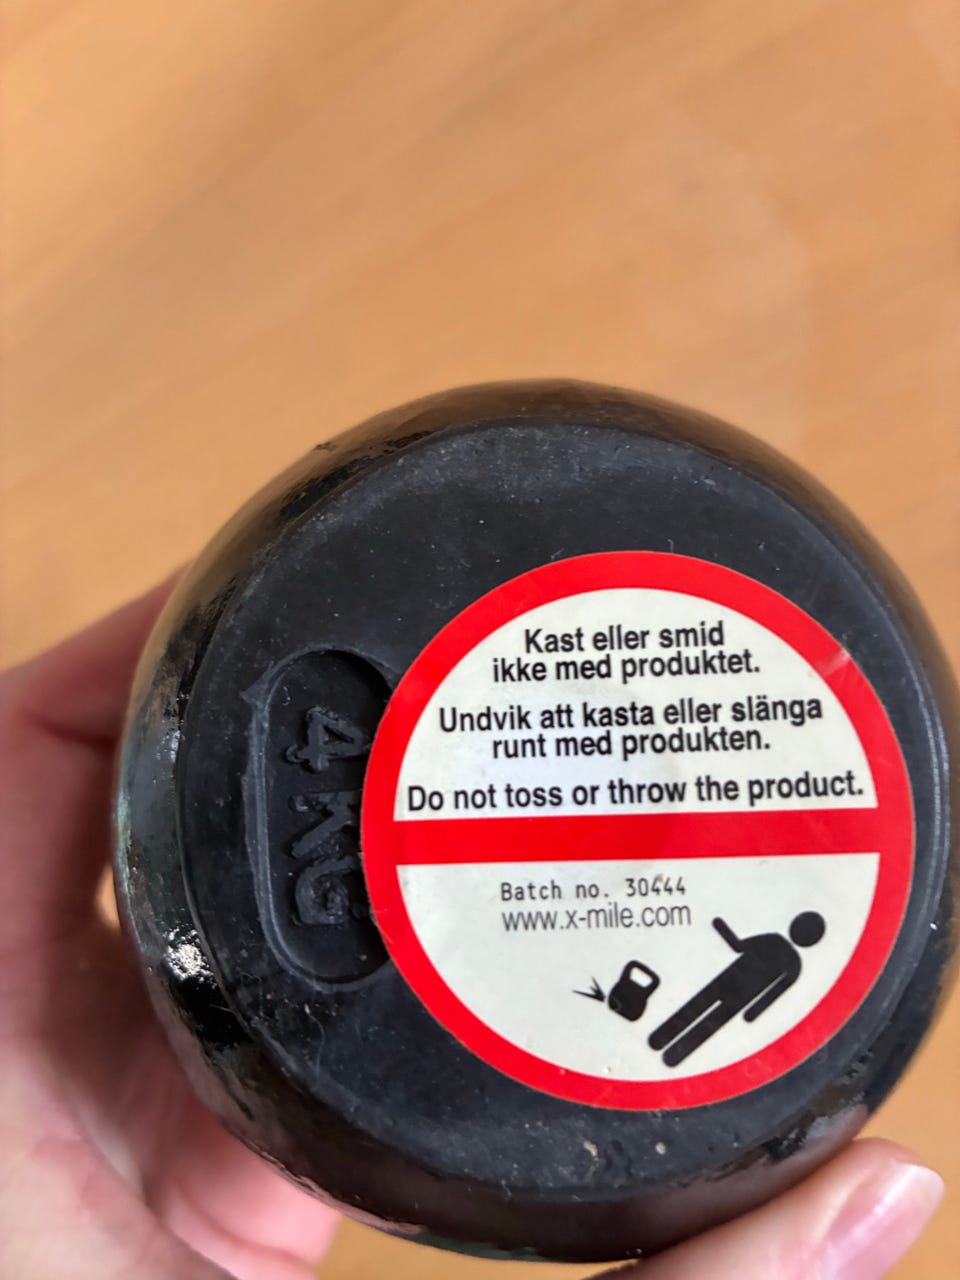 Kast eller smid
ikke med produktet.
Undvik att kasta eller slänga
runt med produkten.
Do not toss or throw the product.
Batch no. 30444
www.x-mile.com
4 KG